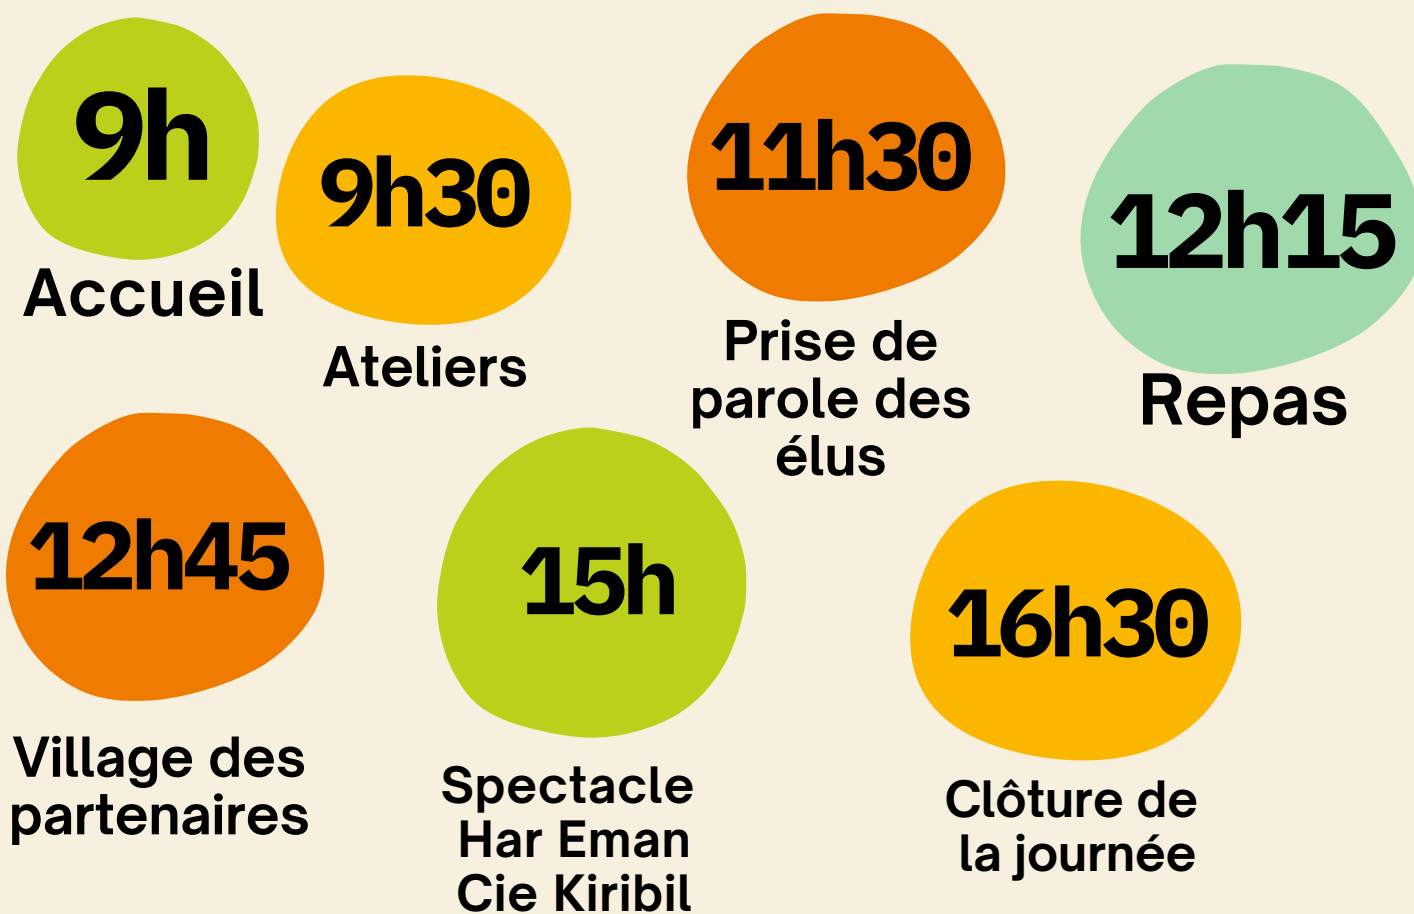 9h
Accueil
9h30
Ateliers
11h30
Prise de
parole des
élus
12h15
Repas
12h45
Village des
partenaires
15h
Spectacle
Har Eman
Cie Kiribil
16h30
Clôture de
la journée